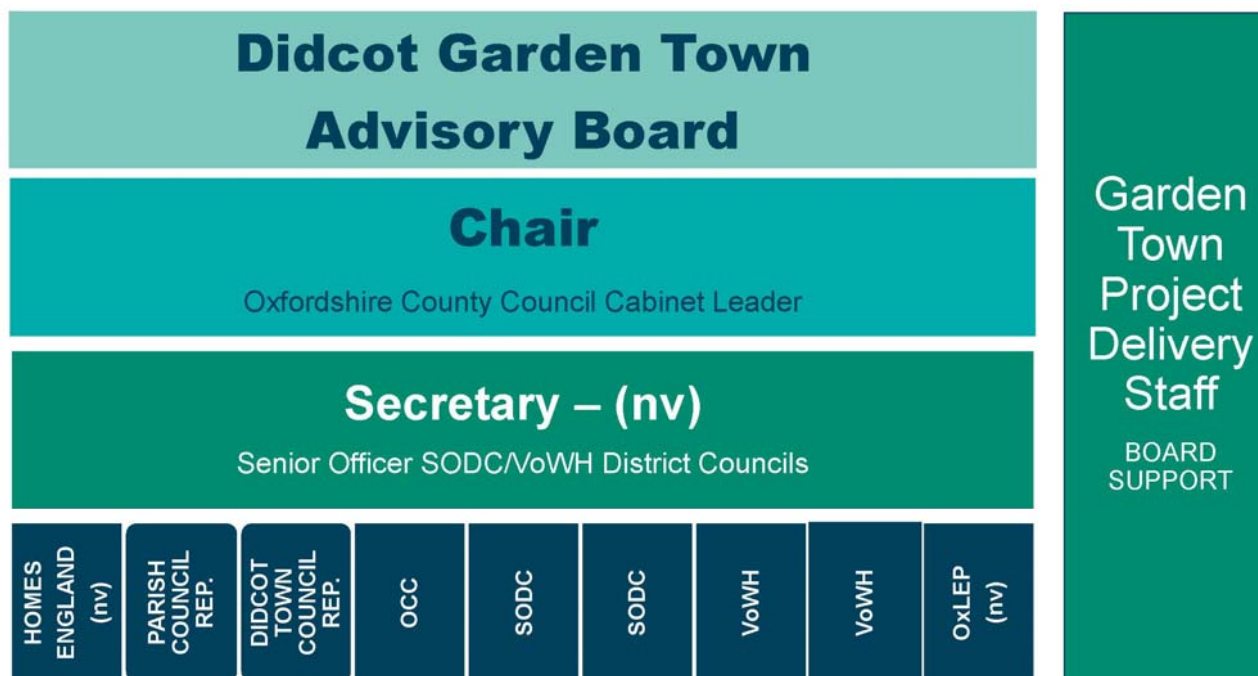 Didcot Garden Town
Advisory Board
Chair
Oxfordshire County Council Cabinet Leader
Secretary – (nv)
Senior Officer SODC/VoWH District Councils
HOMES
ENGLAND
(nv)
PARISH
COUNCIL
REP.
DIDCOT
TOWN
COUNCIL
REP.
OCC
SODC
SODC
VoWH
VoWH
OxLEP
(nv)
Garden
Town
Project
Delivery
Staff
BOARD
SUPPORT